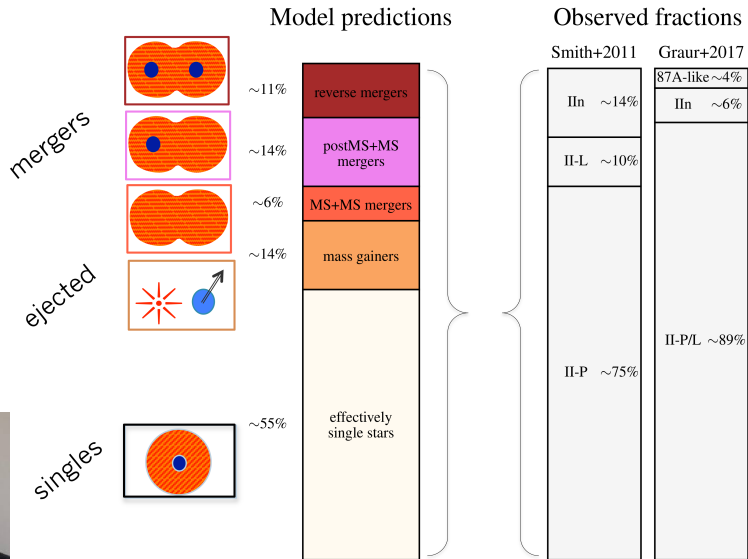 Model predictions
Observed fractions
Smith+2011
Graur+2017
mergers
~11%
reverse mergers
~14%
postMS+MS
mergers
~6%
MS+MS mergers
ejected
~14%
mass gainers
singles
~55%
effectively
single stars
IIn ~14%
II-L ~10%
II-P ~75%
87A-like ~4%
IIn ~6%
II-P/L ~89%